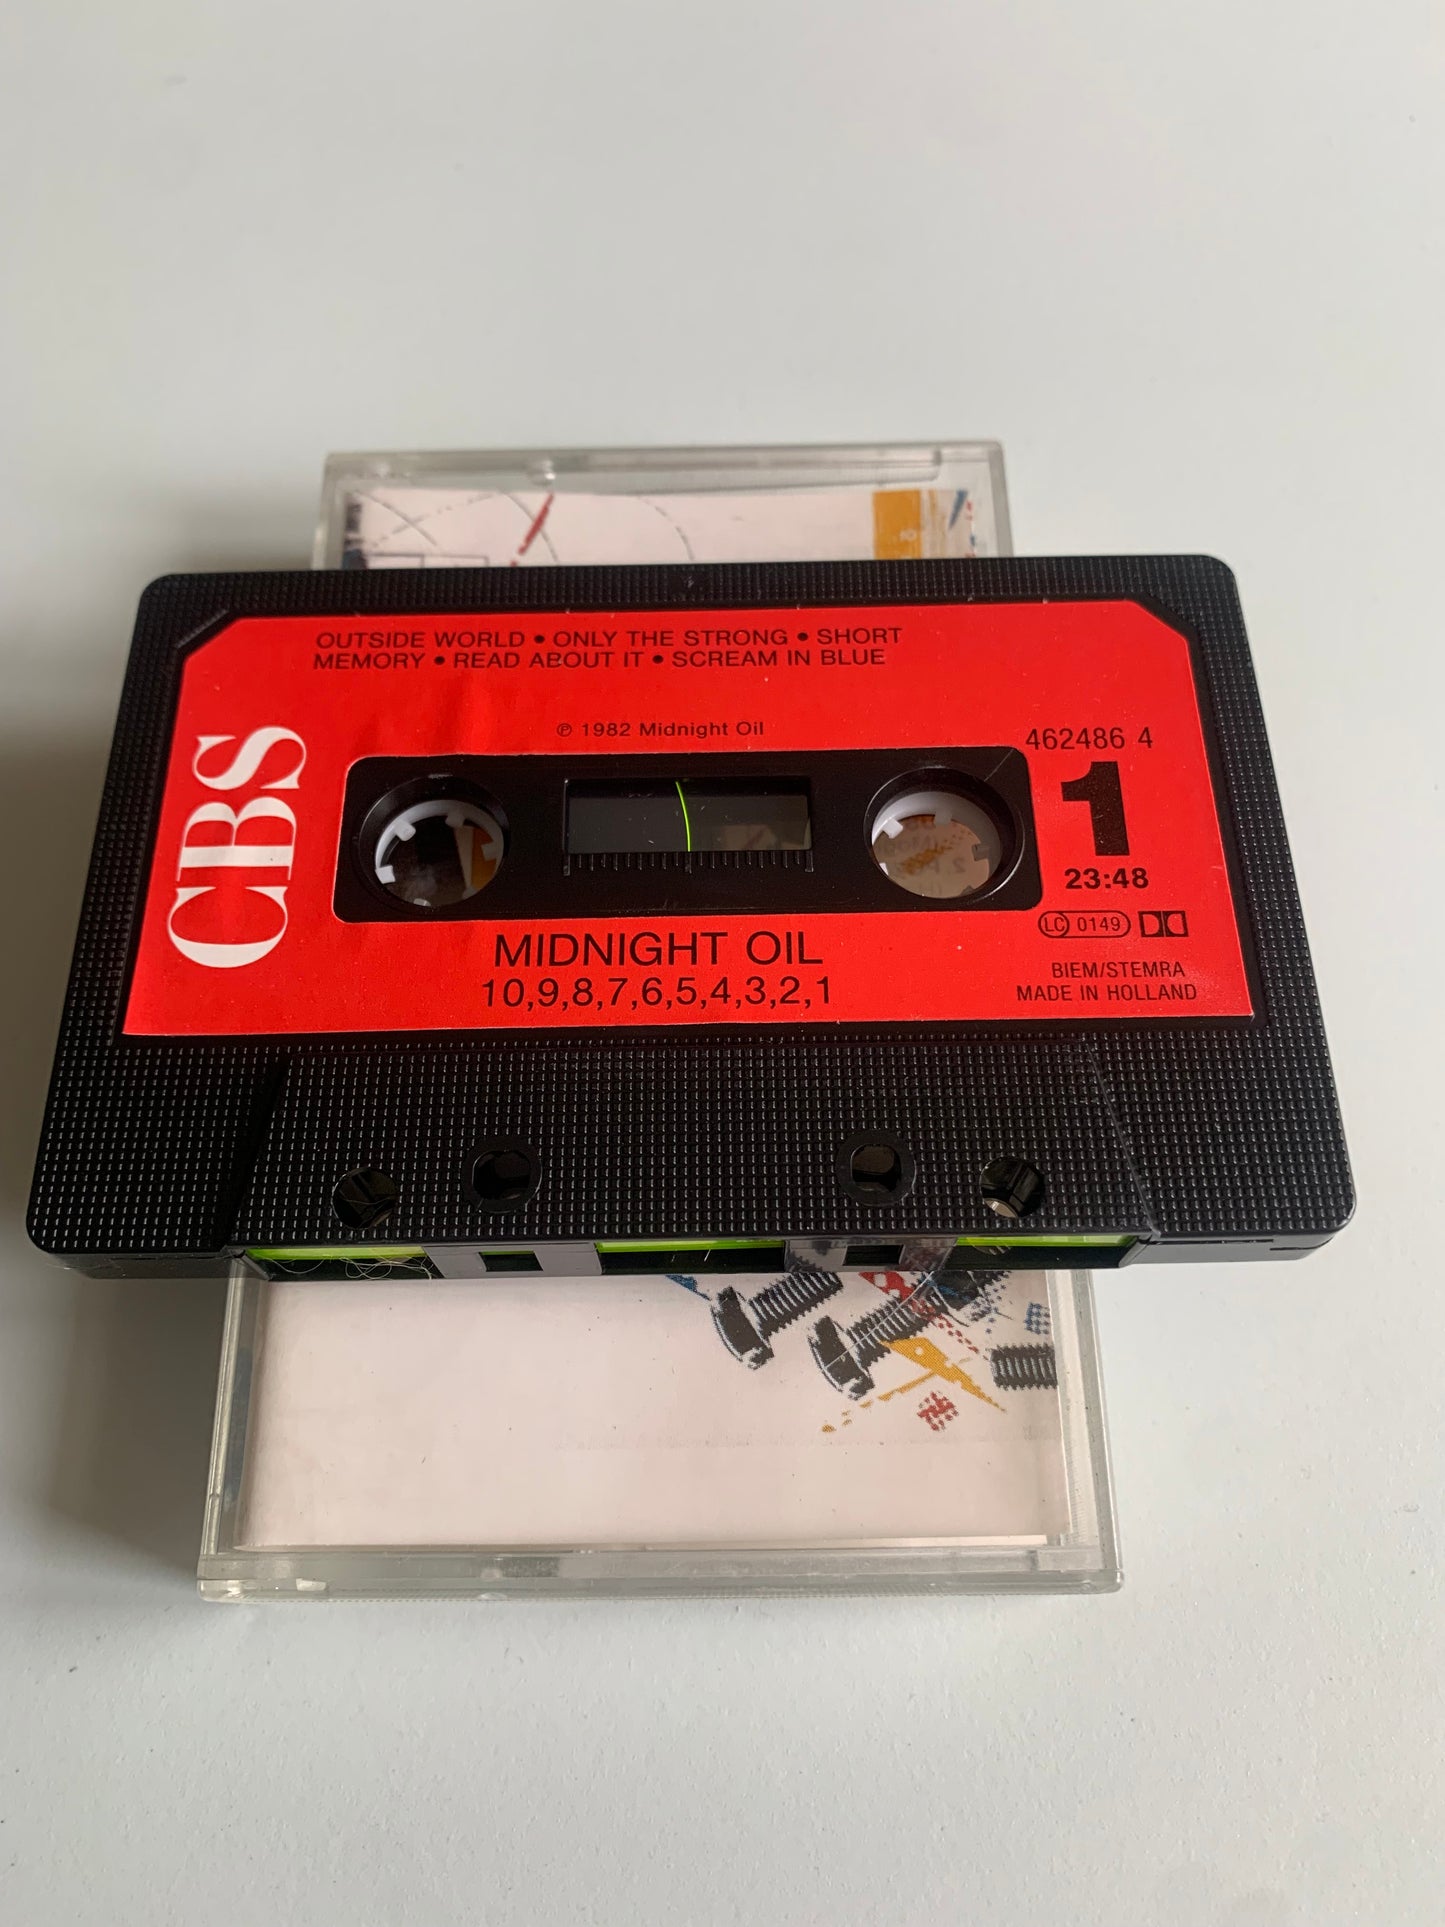 OUTSIDE WORLD • ONLY THE STRONG • SHORT
MEMORY • READ ABOUT IT • SCREAM IN BLUE
℗ 1982 Midnight Oil
462486 4
1
23:48
CBS
LC 0149
MIDNIGHT OIL
10,9,8,7,6,5,4,3,2,1
BIEM/STEMRA
MADE IN HOLLAND